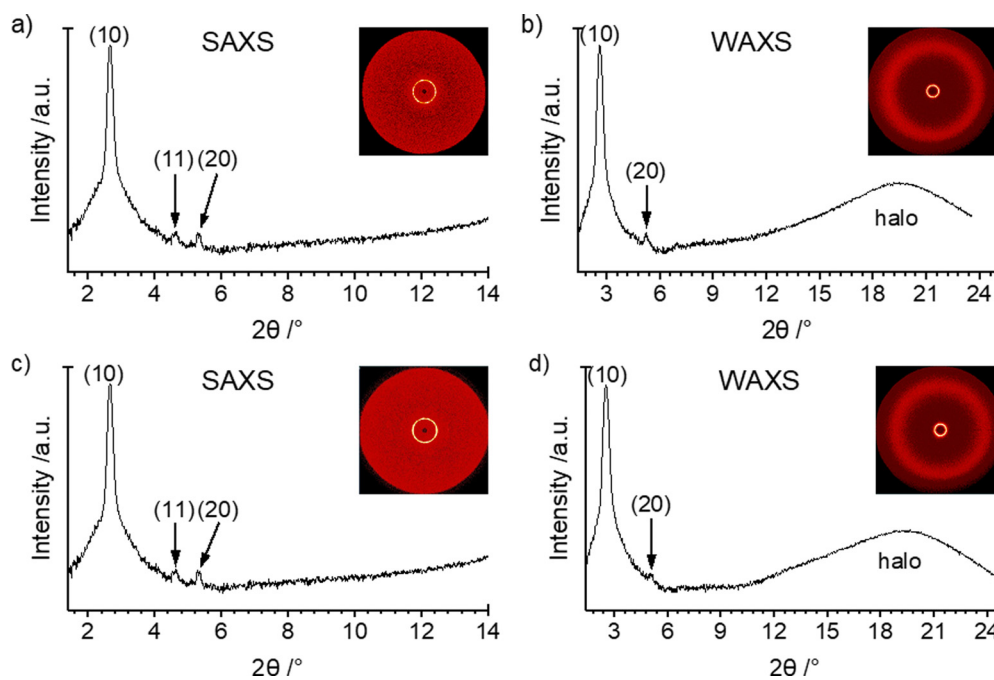 a)
SAXS
(10)
(11)
(20)
Intensity /a.u.
2 4 6 8 10 12 14
2θ /°
b)
WAXS
(10)
(20)
halo
Intensity /a.u.
3 6 9 12 15 18 21 24
2θ /°
c)
SAXS
(10)
(11)
(20)
Intensity /a.u.
2 4 6 8 10 12 14
2θ /°
d)
WAXS
(10)
(20)
halo
Intensity /a.u.
3 6 9 12 15 18 21 24
2θ /°